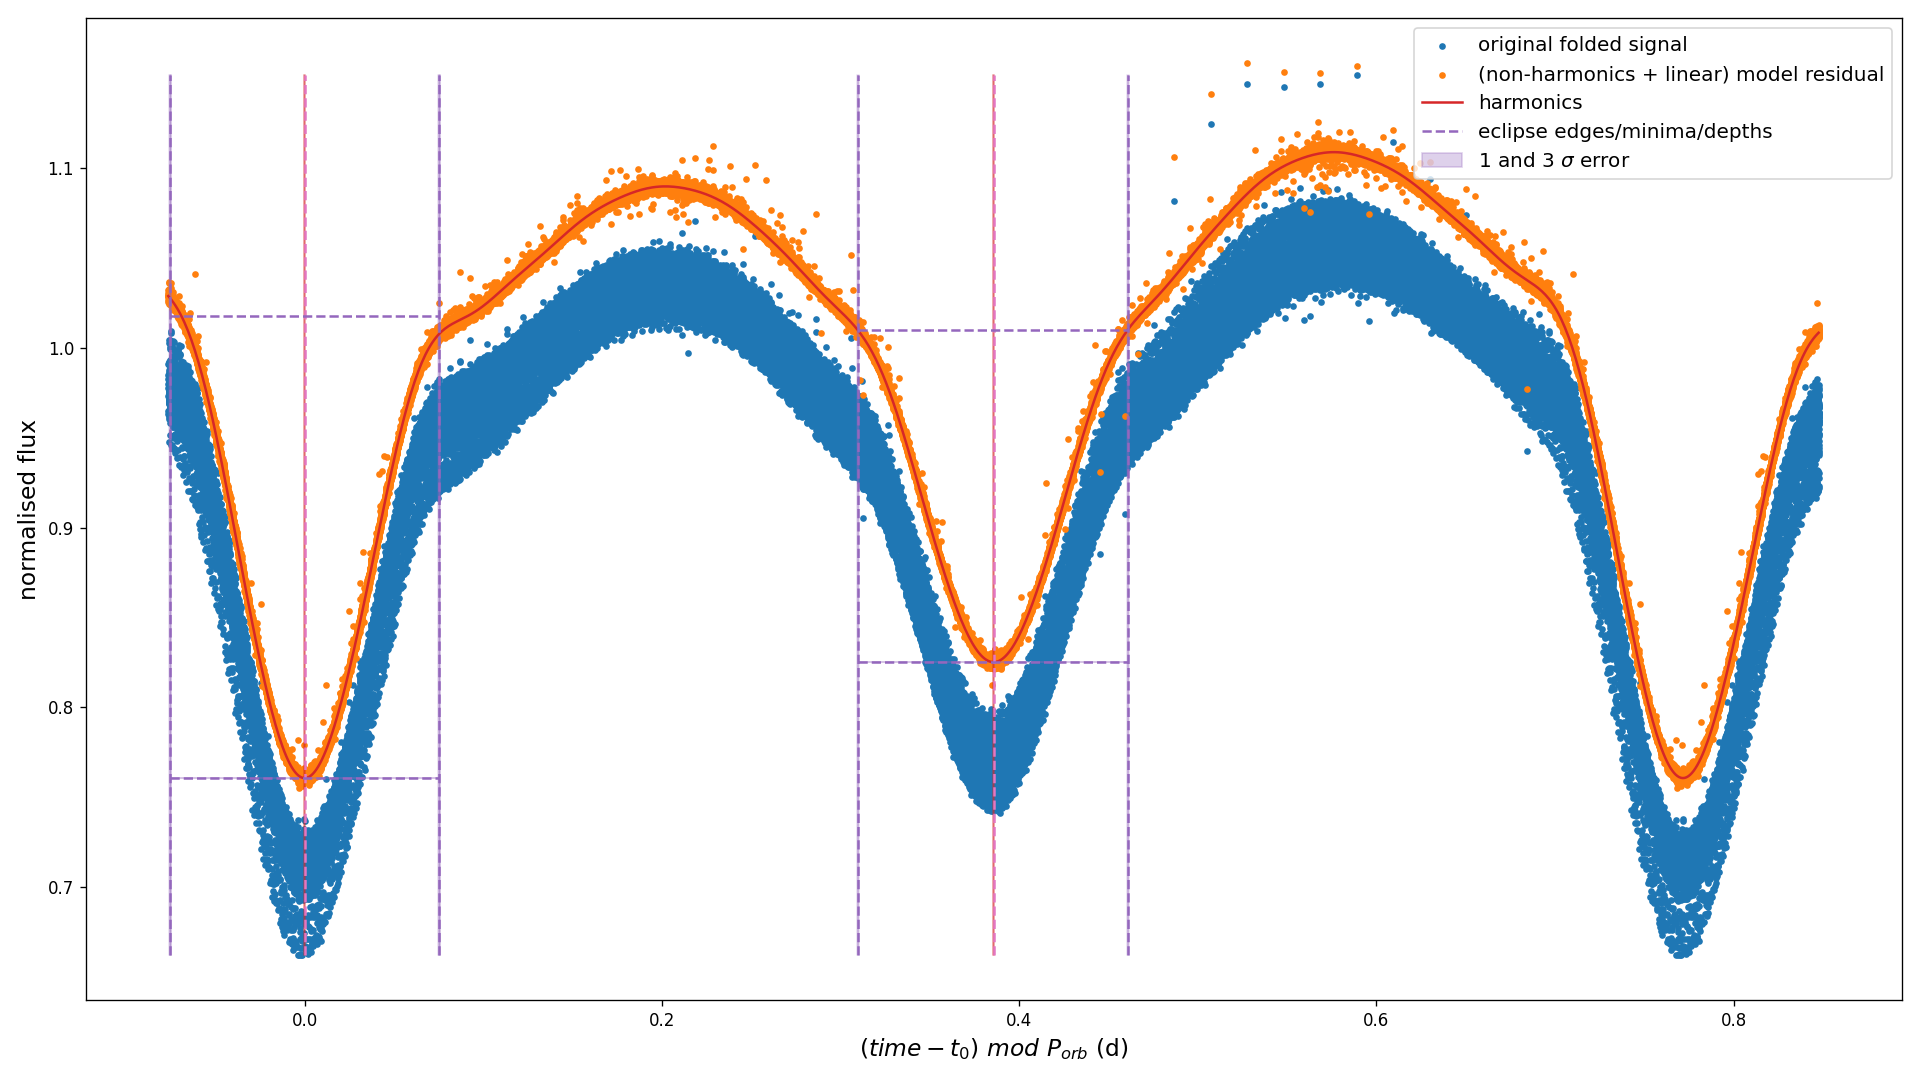 original folded signal
(non-harmonics + linear) model residual
harmonics
eclipse edges/minima/depths
1 and 3 σ error
normalised flux
1.1
1.0
0.9
0.8
0.7
0.0 0.2 0.4 0.6 0.8
(time − t₀) mod P_orb (d)